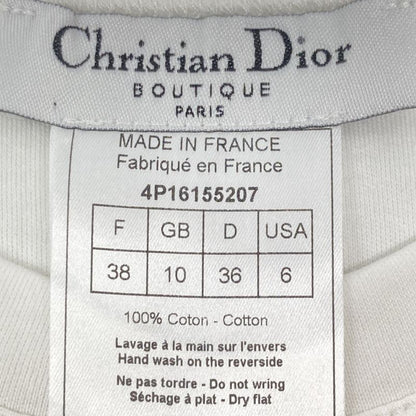 Christian Dior
BOUTIQUE
PARIS
MADE IN FRANCE
Fabriqué en France
4P16155207
F GB D USA
38 10 36 6
100% Coton - Cotton
Lavage à la main sur l'envers
Hand wash on the reverside
Ne pas tordre - Do not wring
Séchage à plat - Dry flat